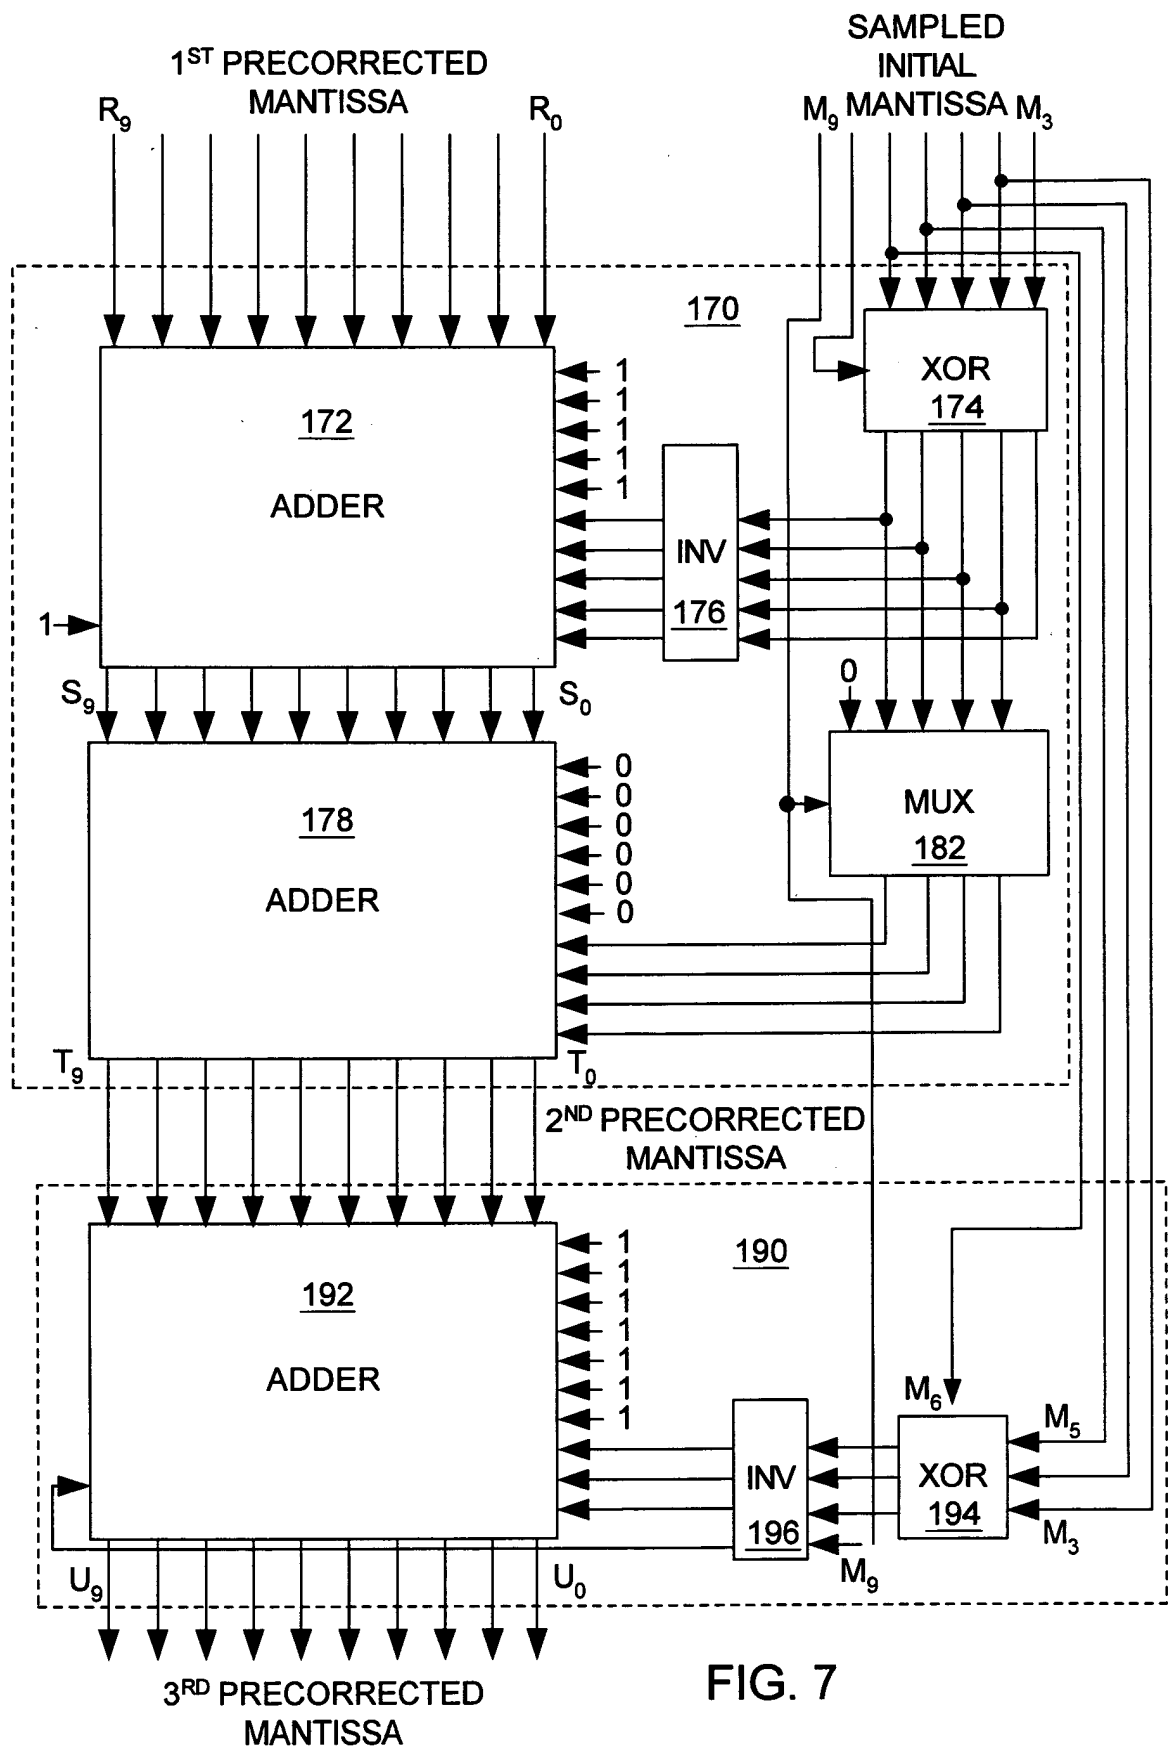 1ST PRECORRECTED
MANTISSA
SAMPLED
INITIAL
MANTISSA
R9
R0
M9
M3
170
XOR
174
172
ADDER
1
1
1
1
1
INV
176
1
S9
S0
0
178
ADDER
0
0
0
0
0
0
MUX
182
T9
T0
2ND PRECORRECTED
MANTISSA
190
192
ADDER
1
1
1
1
1
1
1
M6
M5
INV
196
XOR
194
M3
M9
U9
U0
3RD PRECORRECTED
MANTISSA
FIG. 7